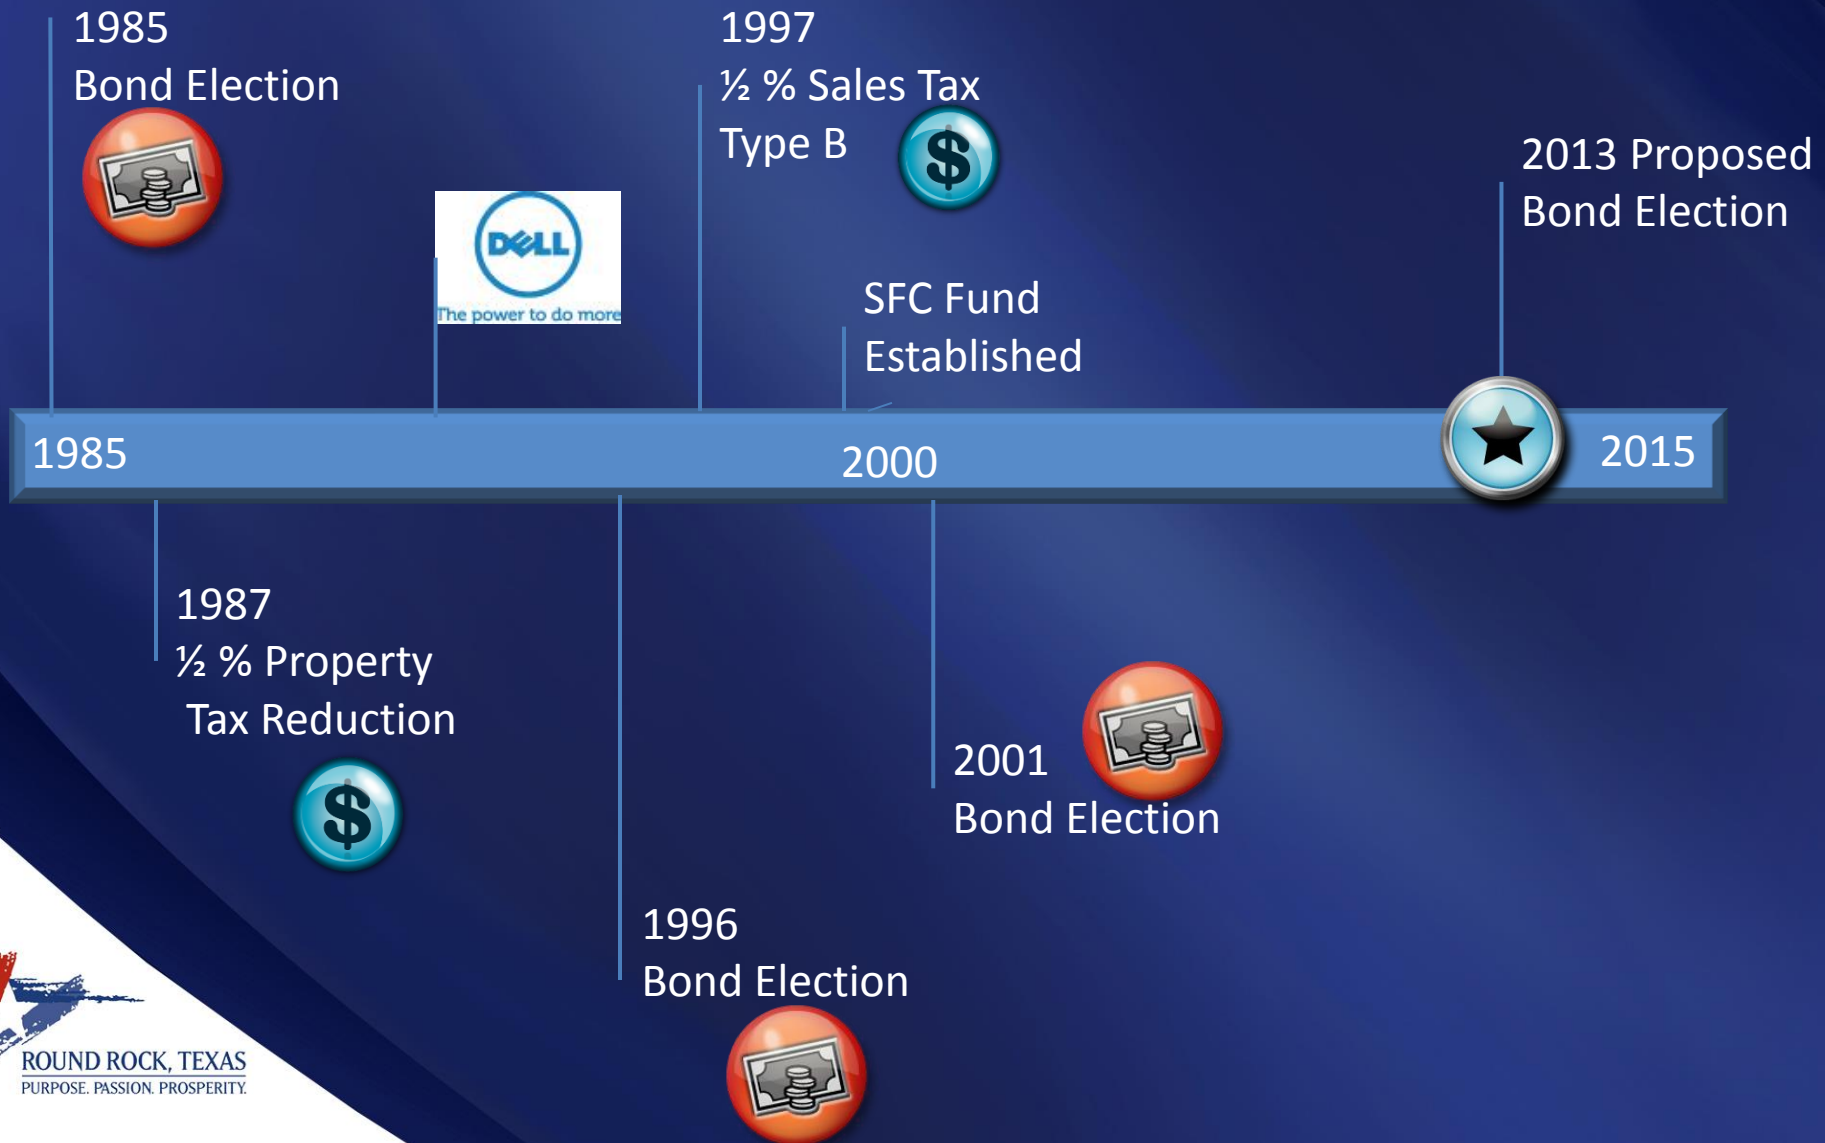 1985
Bond Election
1997
½ % Sales Tax
Type B
$
2013 Proposed
Bond Election
DELL
The power to do more
SFC Fund
Established
1985
2000
2015
1987
½ % Property
Tax Reduction
$
2001
Bond Election
1996
Bond Election
ROUND ROCK, TEXAS
PURPOSE. PASSION. PROSPERITY.